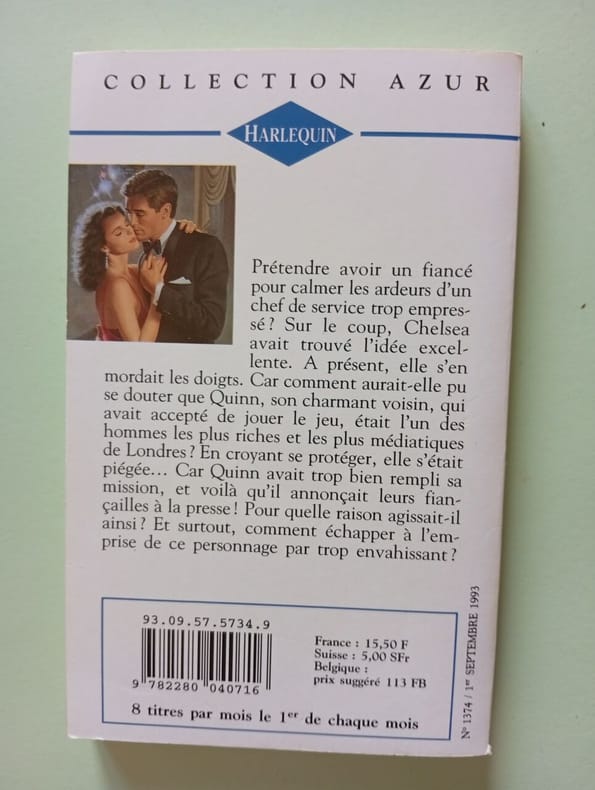 COLLECTION AZUR
HARLEQUIN
Prétendre avoir un fiancé
pour calmer les ardeurs d'un
chef de service trop empres-
sé ? Sur le coup, Chelsea
avait trouvé l'idée excel-
lente. A présent, elle s'en
mordait les doigts. Car comment aurait-elle pu
se douter que Quinn, son charmant voisin, qui
avait accepté de jouer le jeu, était l'un des
hommes les plus riches et les plus médiatiques
de Londres ? En croyant se protéger, elle s'était
piégée... Car Quinn avait trop bien rempli sa
mission, et voilà qu'il annonçait leurs fian-
çailles à la presse ! Pour quelle raison agissait-il
ainsi ? Et surtout, comment échapper à l'em-
prise de ce personnage par trop envahissant ?
93.09.57.5734.9
9 782280 040716
France : 15,50 F
Suisse : 5,00 SFr
Belgique :
prix suggéré 113 FB
8 titres par mois le 1er de chaque mois
N° 1374 / 1er SEPTEMBRE 1993